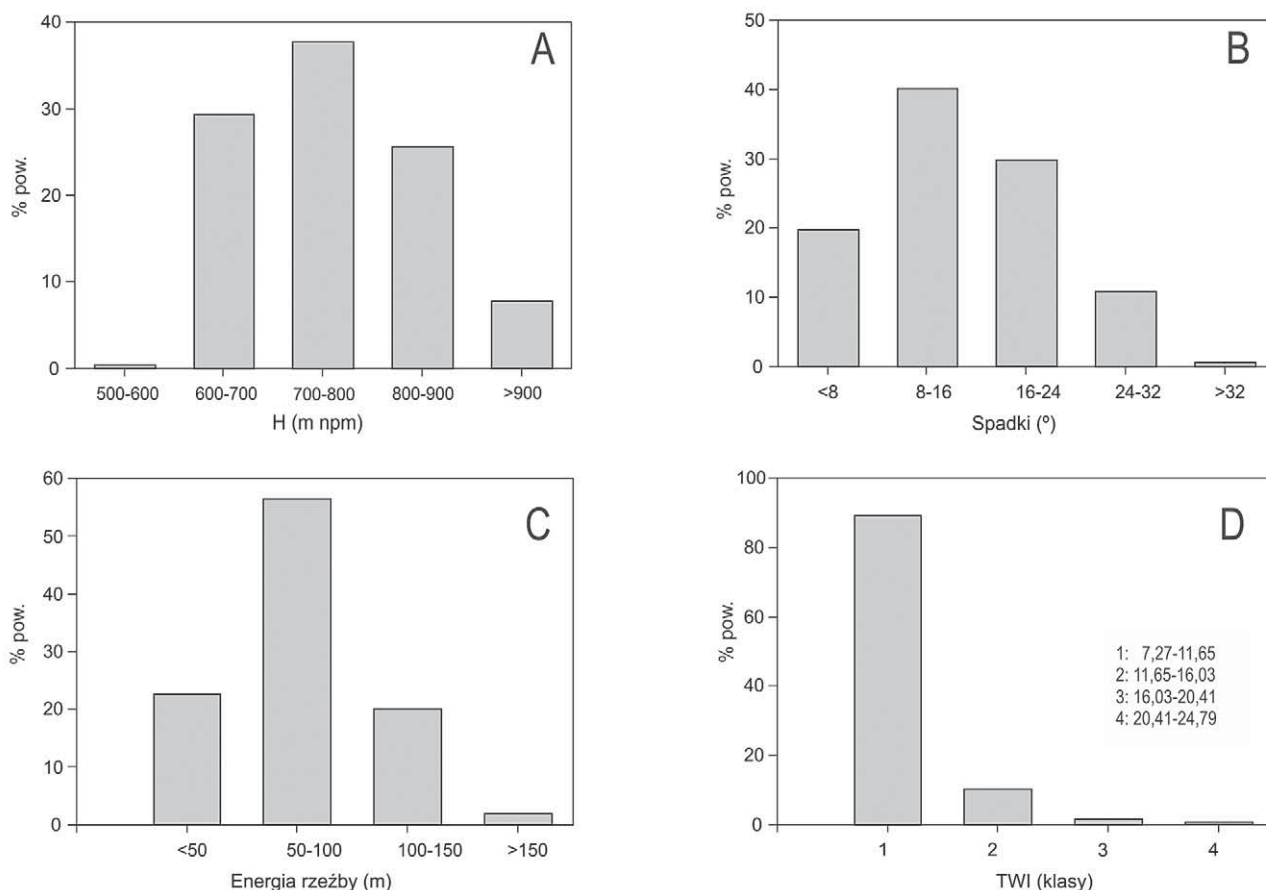 A
% pow.
40
30
20
10
0
500-600 600-700 700-800 800-900 >900
H (m npm)
B
% pow.
50
40
30
20
10
0
<8 8-16 16-24 24-32 >32
Spadki (º)
C
% pow.
60
50
40
30
20
10
0
<50 50-100 100-150 >150
Energia rzeźby (m)
D
% pow.
100
80
60
40
20
0
1: 7,27-11,65
2: 11,65-16,03
3: 16,03-20,41
4: 20,41-24,79
1 2 3 4
TWI (klasy)